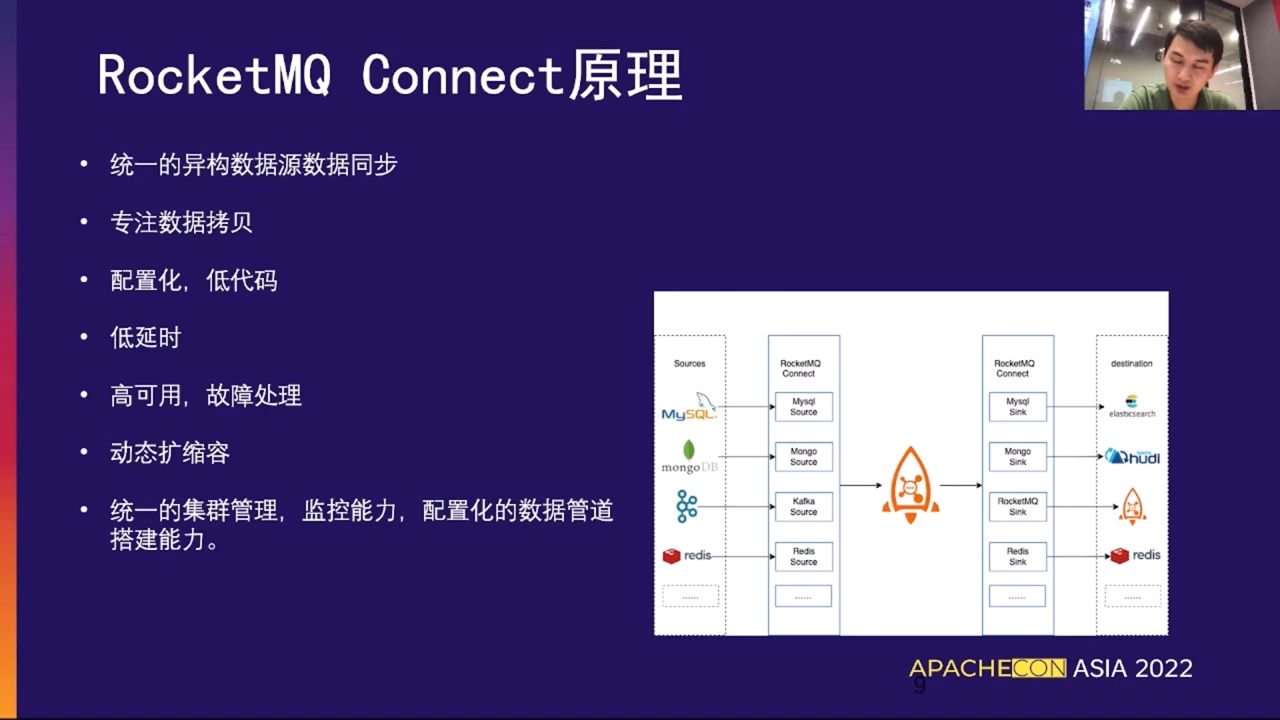 RocketMQ Connect原理
• 统一的异构数据源数据同步
• 专注数据拷贝
• 配置化，低代码
• 低延时
• 高可用，故障处理
• 动态扩缩容
• 统一的集群管理，监控能力，配置化的数据管道
搭建能力。
Sources
MySQL
mongoDB
redis
......
RocketMQ
Connect
Mysql
Source
Mongo
Source
Kafka
Source
Redis
Source
......
RocketMQ
Connect
Mysql
Sink
Mongo
Sink
RocketMQ
Sink
Redis
Sink
......
destination
elasticsearch
hudi
redis
......
APACHECON ASIA 2022
9